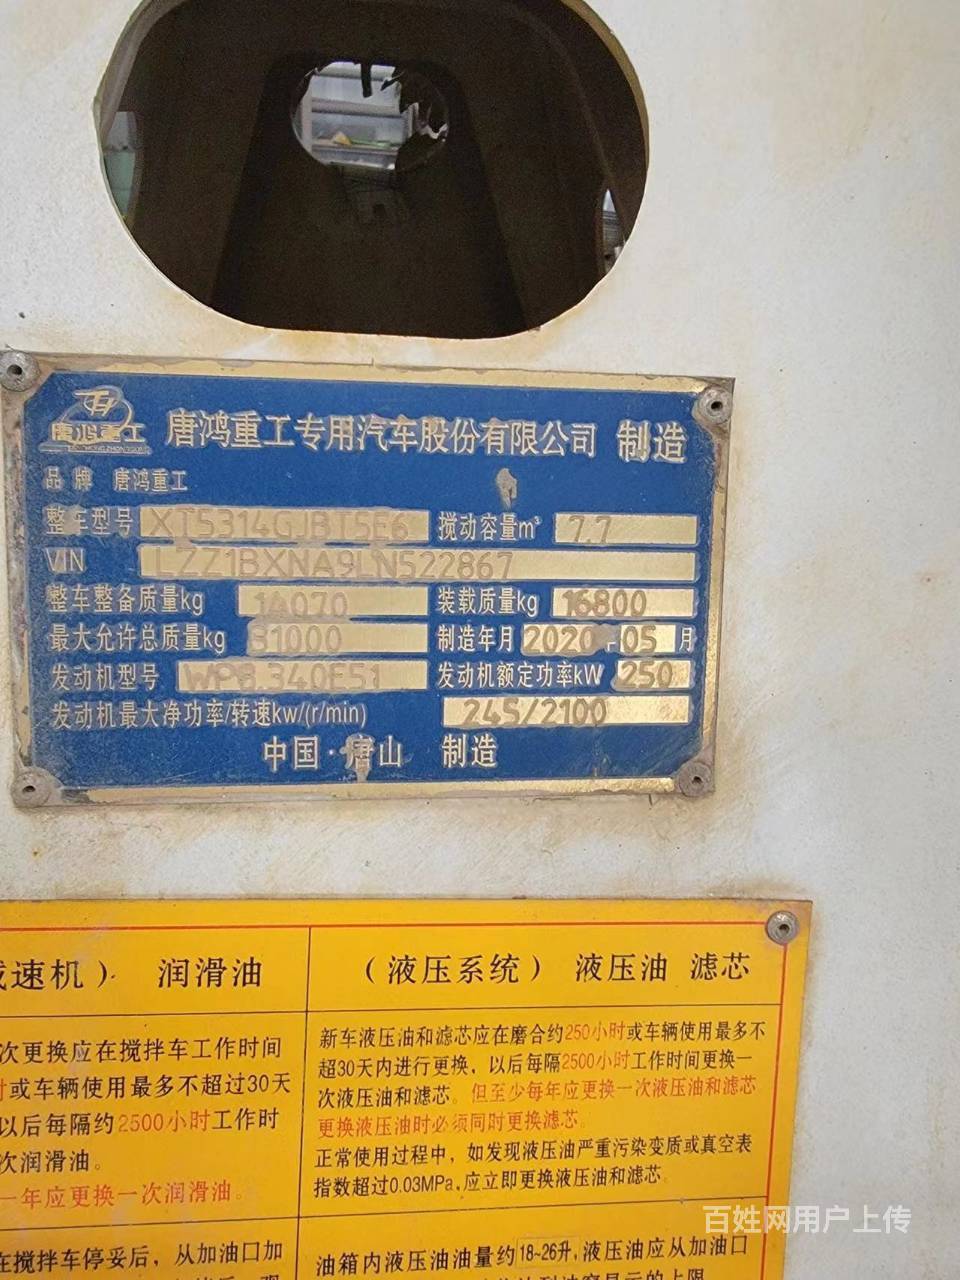 唐鸿重工 唐鸿重工专用汽车股份有限公司 制造
品牌 唐鸿重工
整车型号 XT5314GJBT5E6 搅动容量m³ 7.7
VIN LZZ1BXNA9LN522867
整车整备质量kg 14070 装载质量kg 16800
最大允许总质量kg 31000 制造年月 2020年05月
发动机型号 WP8.340E51 发动机额定功率kW 250
发动机最大净功率/转速kw/(r/min) 245/2100
中国·唐山 制造
速机) 润滑油
次更换应在搅拌车工作时间
时或车辆使用最多不超过30天
以后每隔约2500小时工作时
次润滑油。
一年应更换一次润滑油。
在搅拌车停妥后，从加油口加
(液压系统) 液压油 滤芯
新车液压油和滤芯应在磨合约250小时或车辆使用最多不
超30天内进行更换，以后每隔2500小时工作时间更换一
次液压油和滤芯。但至少每年应更换一次液压油和滤芯
更换液压油时必须同时更换滤芯。
正常使用过程中，如发现液压油严重污染变质或真空表
指数超过0.03MPa,应立即更换液压油和滤芯。
油箱内液压油油量约18~26升,液压油应从加油口
百姓网用户上传